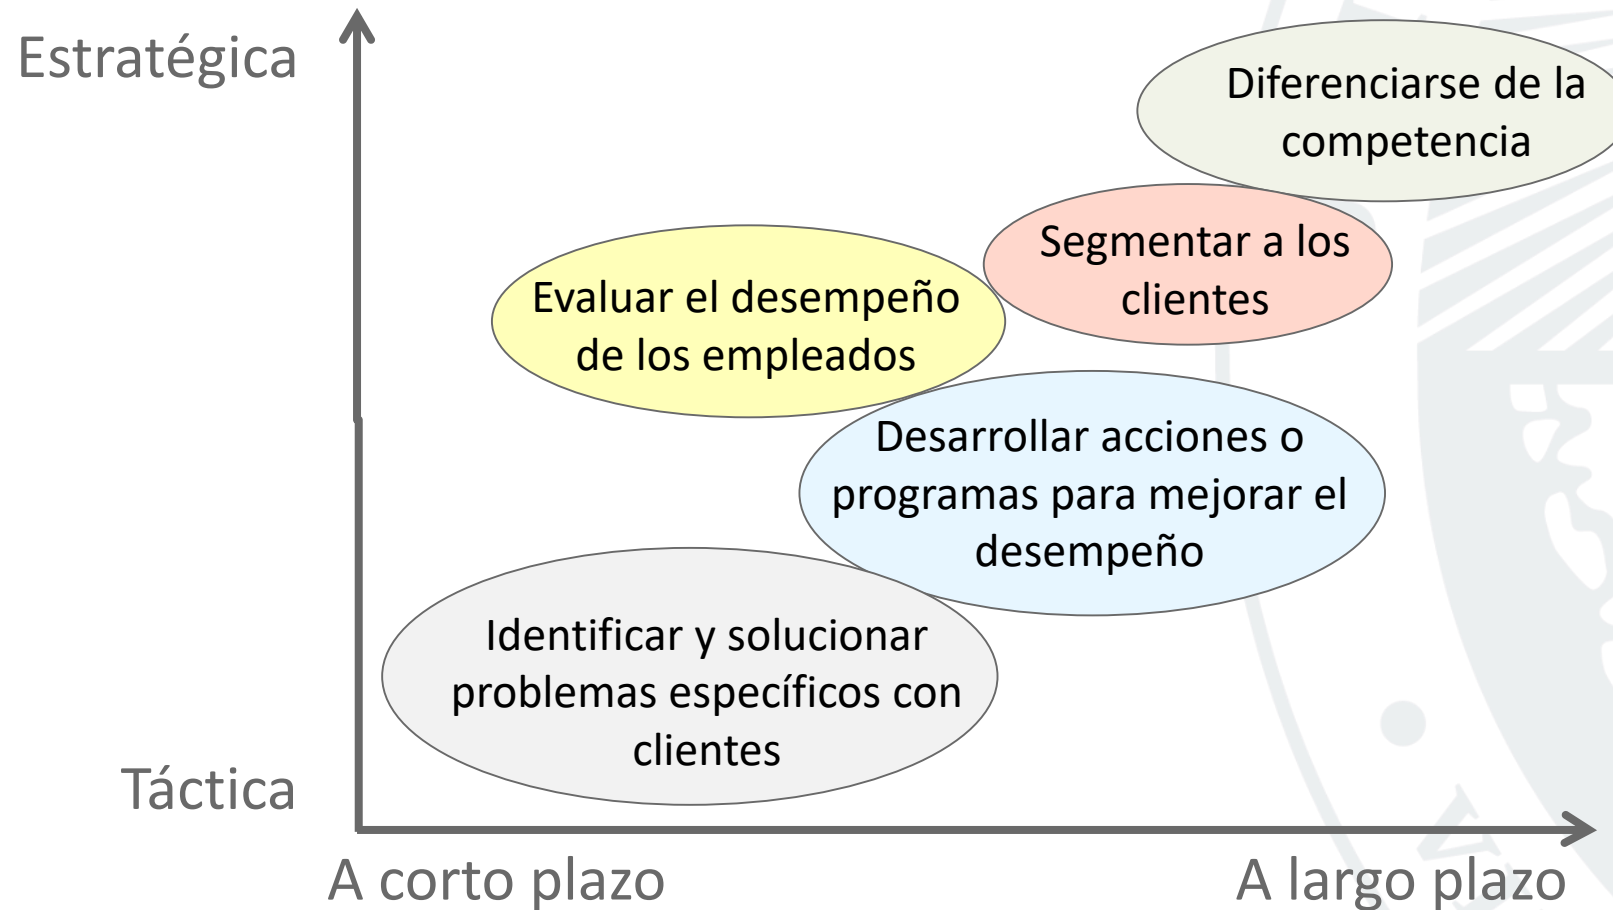 Estratégica
Diferenciarse de la
competencia
Segmentar a los
clientes
Evaluar el desempeño
de los empleados
Desarrollar acciones o
programas para mejorar el
desempeño
Identificar y solucionar
problemas específicos con
clientes
Táctica
A corto plazo
A largo plazo